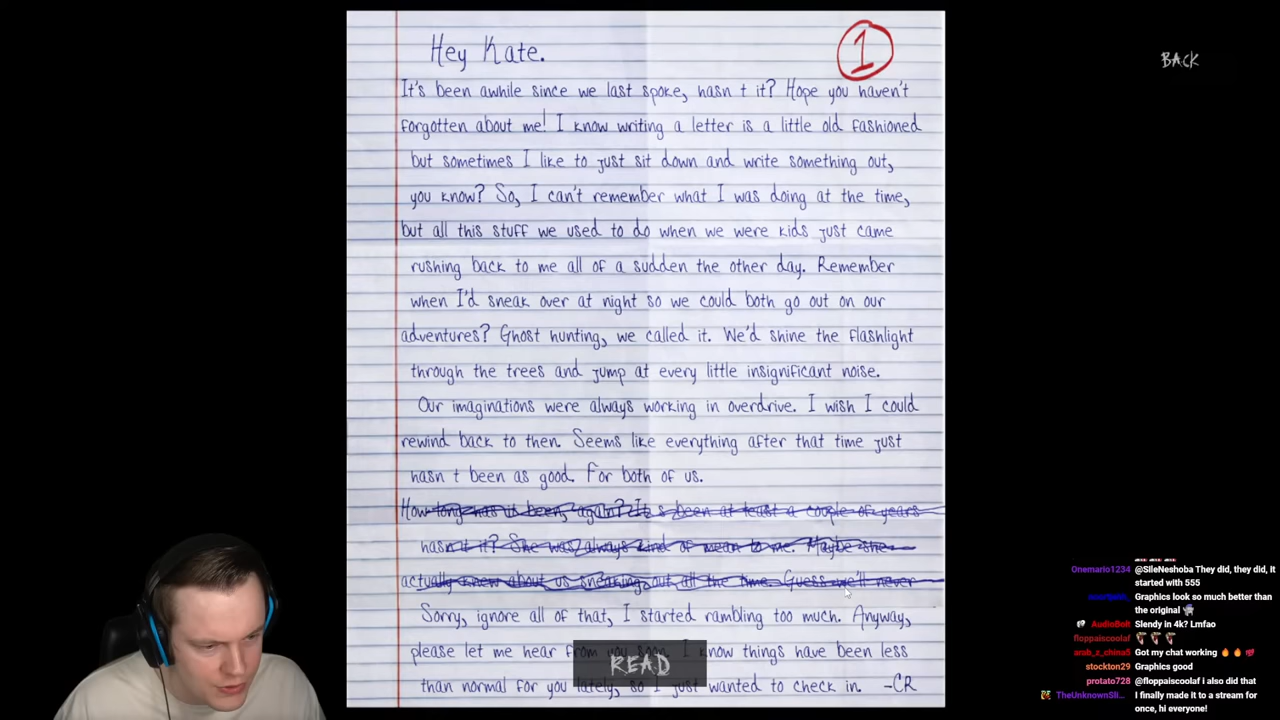 Hey Kate.
1
BACK
It's been awhile since we last spoke, hasn t it? Hope you haven't
forgotten about me! I know writing a letter is a little old fashioned
but sometimes I like to just sit down and write something out,
you know? So, I can't remember what I was doing at the time,
but all this stuff we used to do when we were kids just came
rushing back to me all of a sudden the other day. Remember
when I'd sneak over at night so we could both go out on our
adventures? Ghost hunting, we called it. We'd shine the flashlight
through the trees and jump at every little insignificant noise.
Our imaginations were always working in overdrive. I wish I could
rewind back to then. Seems like everything after that time just
hasn t been as good. For both of us.
How long has it been, again? It s been at least a couple of years
hasn t it? She was always kind of mean to me. Maybe she
actually knew about us sneaking out all the time. Guess we'll never
Sorry, ignore all of that, I started rambling too much. Anyway,
please let me hear from you soon. I know things have been less
than normal for you lately, so I just wanted to check in. -CR
READ
Onemario1234 @SileNeshoba They did, they did, It
started with 555
Graphics look so much better than
the original
AudioBolt Slendy in 4k? Lmfao
floppaiscoolaf
arab_z_china5 Got my chat working
stockton29 Graphics good
protato728 @floppaiscoolaf i also did that
TheUnknownSli... I finally made it to a stream for
once, hi everyone!